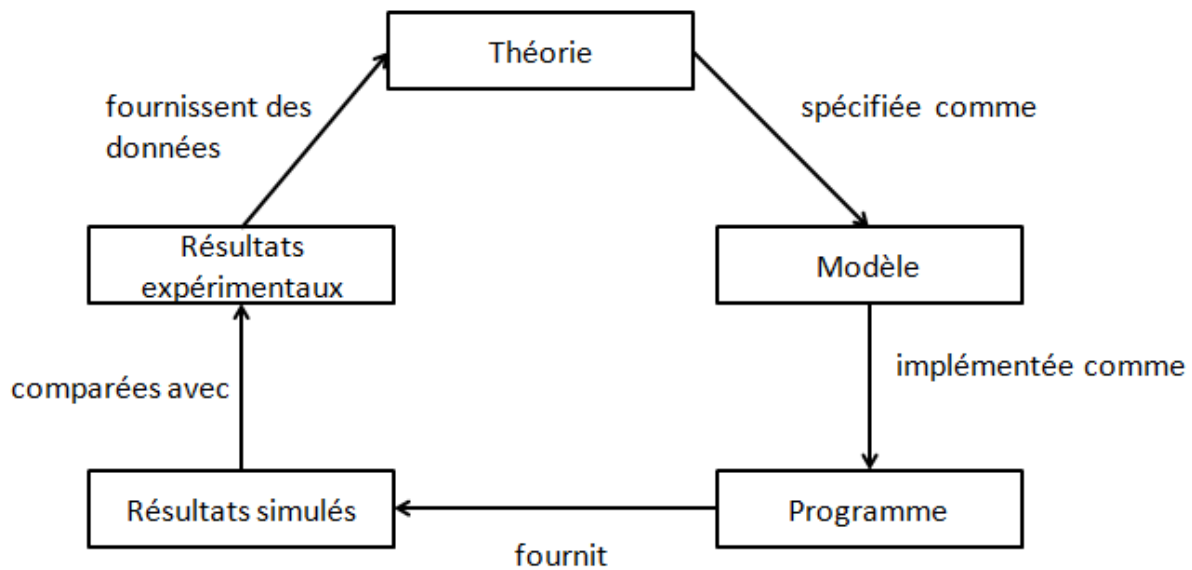 Théorie
fournissent des
données
spécifiée comme
Résultats
expérimentaux
Modèle
comparées avec
implémentée comme
Résultats simulés
Programme
fournit